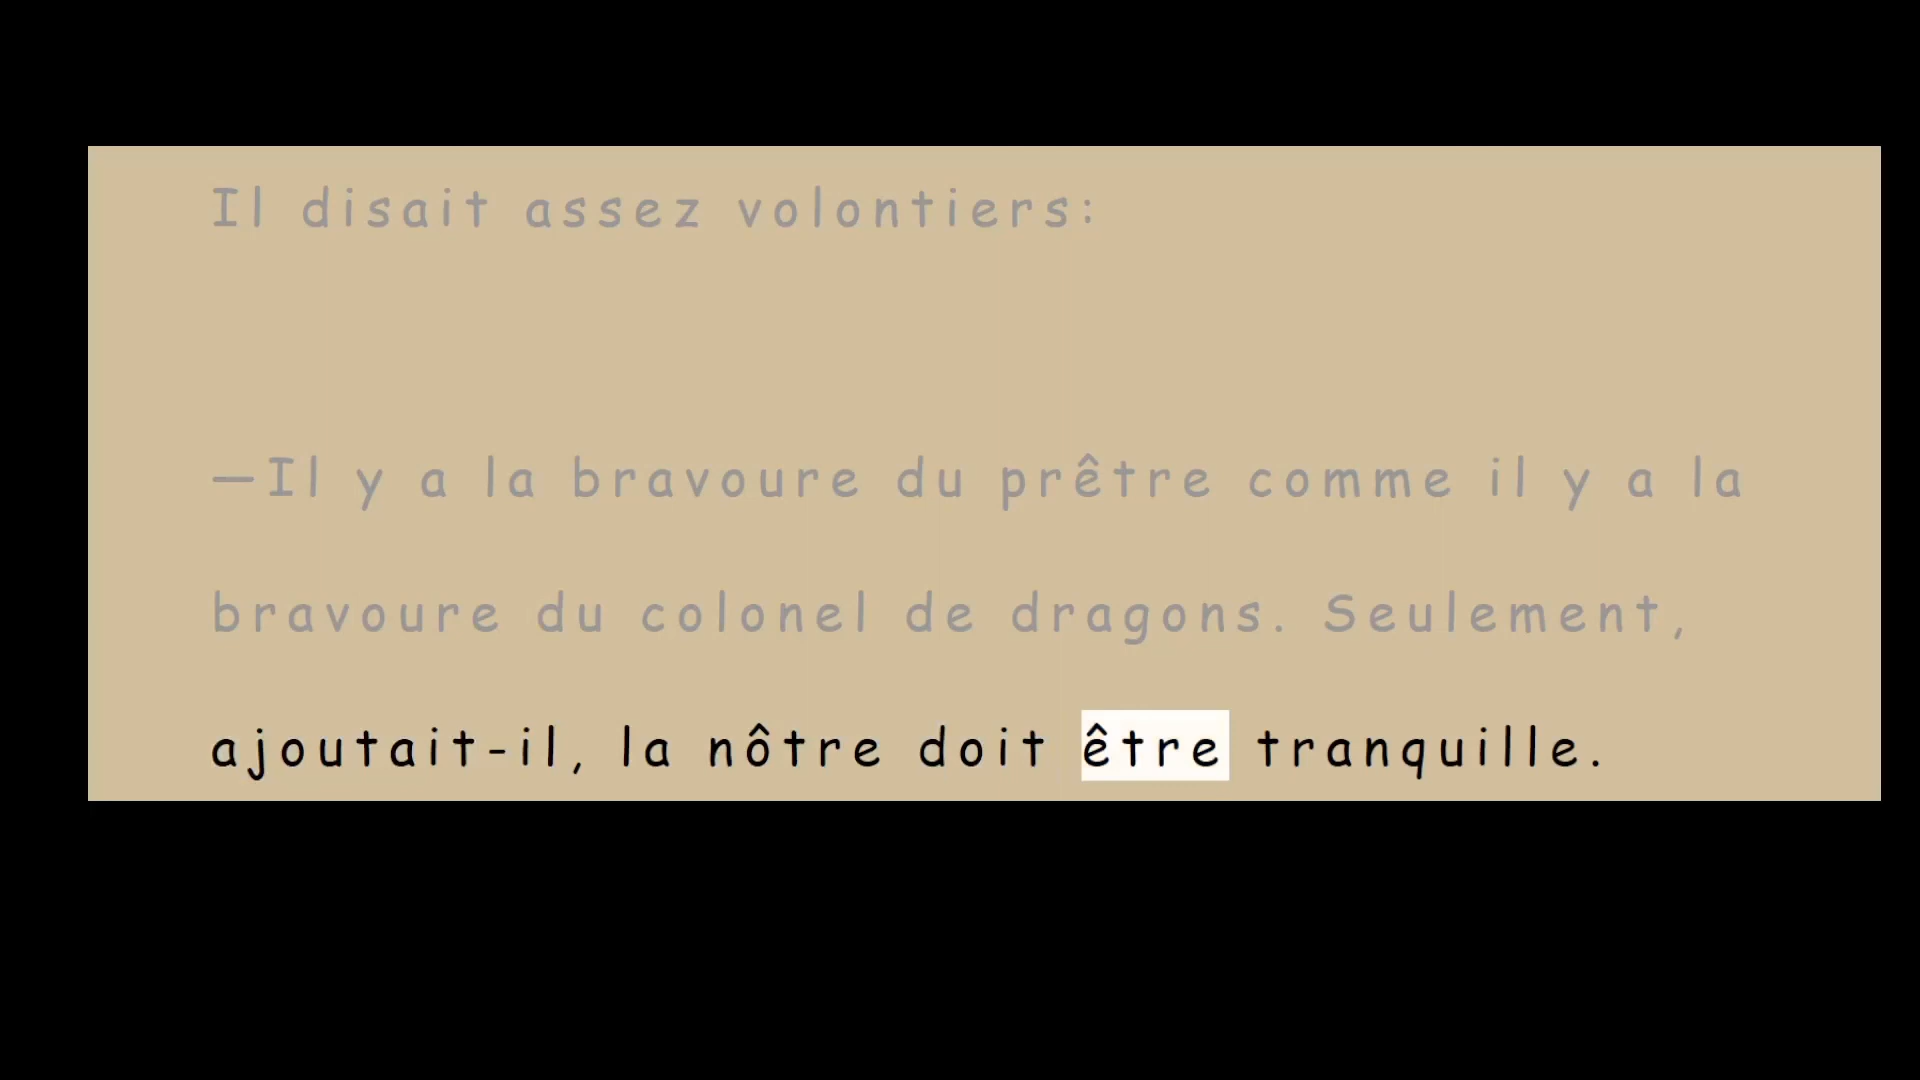 Il disait assez volontiers:
—Il y a la bravoure du prêtre comme il y a la
bravoure du colonel de dragons. Seulement,
ajoutait-il, la nôtre doit être tranquille.